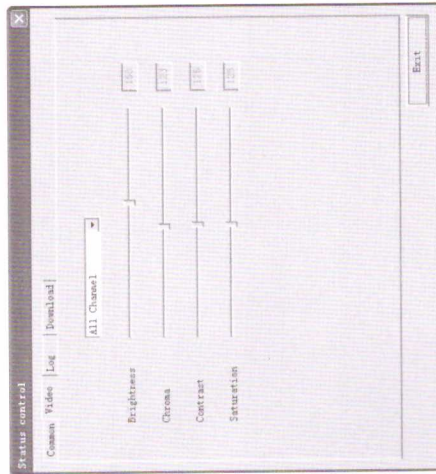 Status control
Common Video Log Download
All Channel
Brightness
Chroma
Contrast
Saturation
Exit